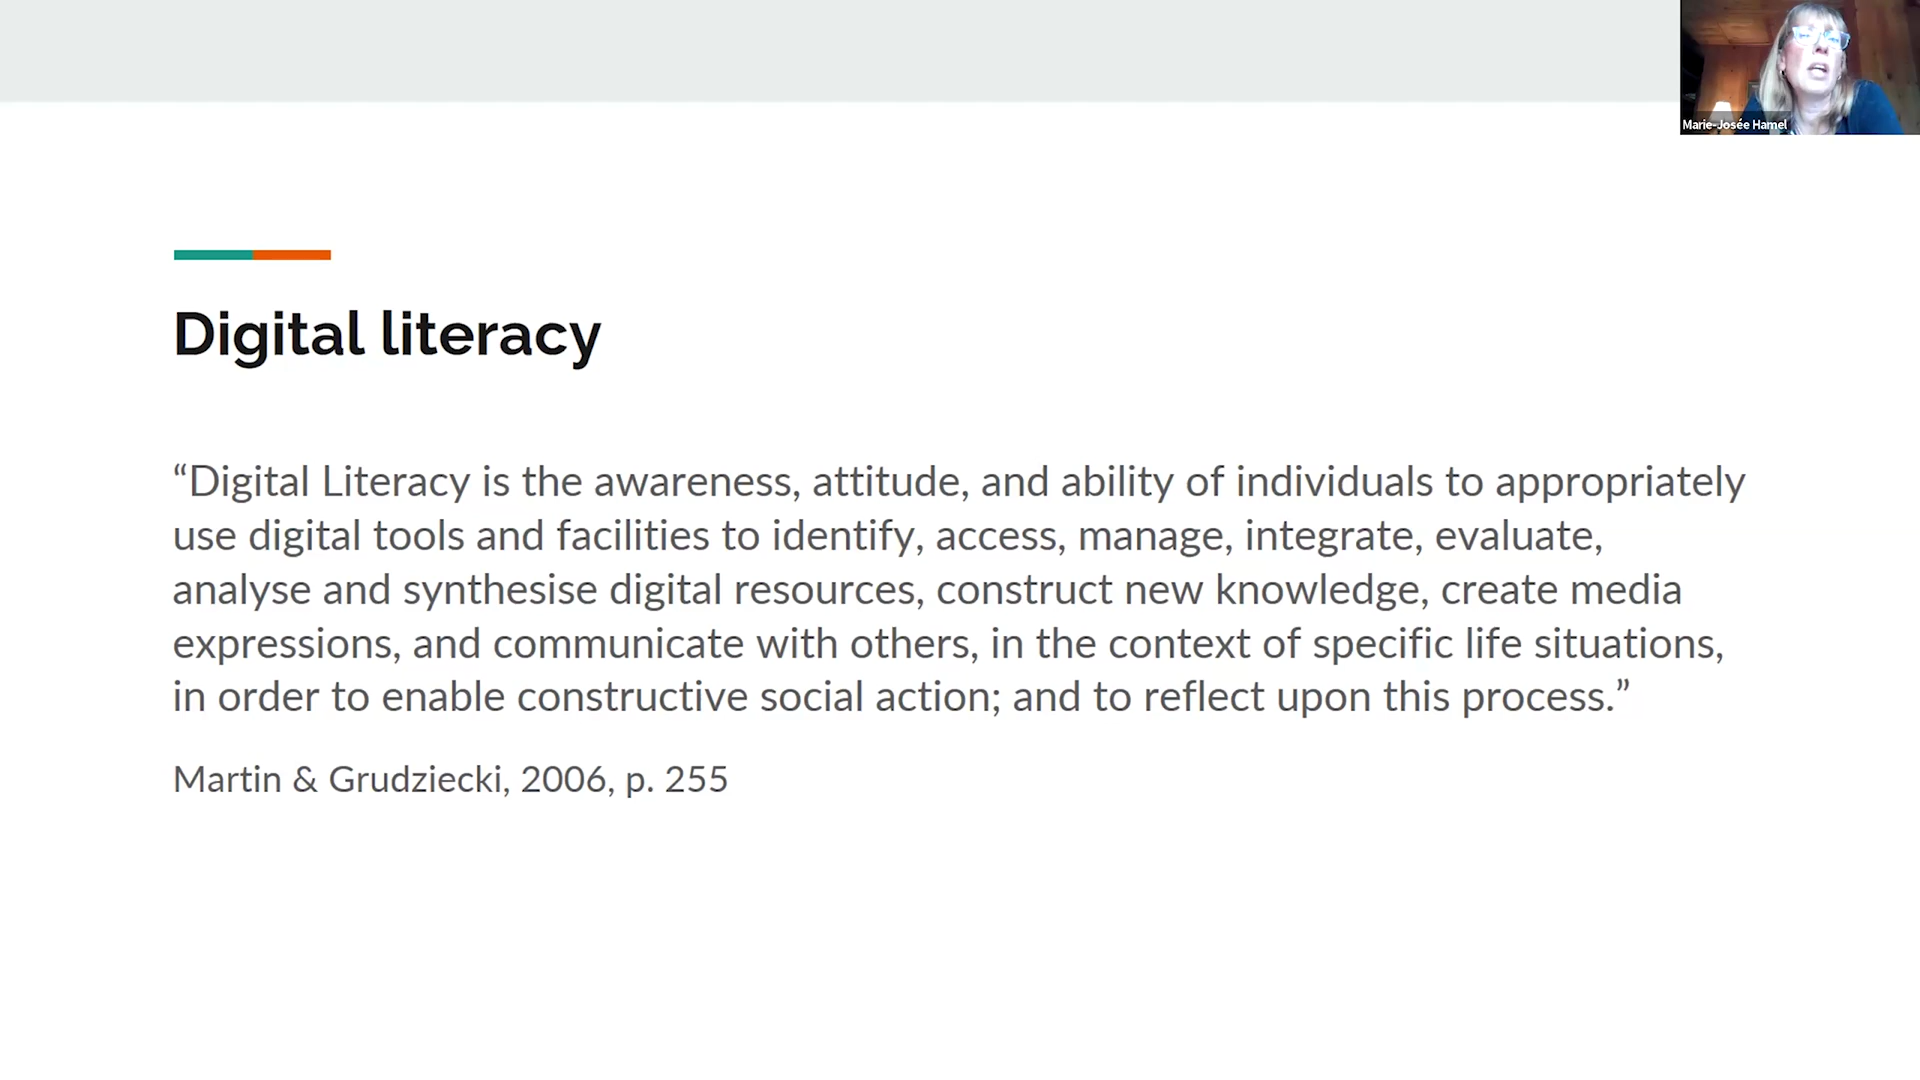 Marie-Josée Hamel
Digital literacy
“Digital Literacy is the awareness, attitude, and ability of individuals to appropriately
use digital tools and facilities to identify, access, manage, integrate, evaluate,
analyse and synthesise digital resources, construct new knowledge, create media
expressions, and communicate with others, in the context of specific life situations,
in order to enable constructive social action; and to reflect upon this process.”
Martin & Grudziecki, 2006, p. 255